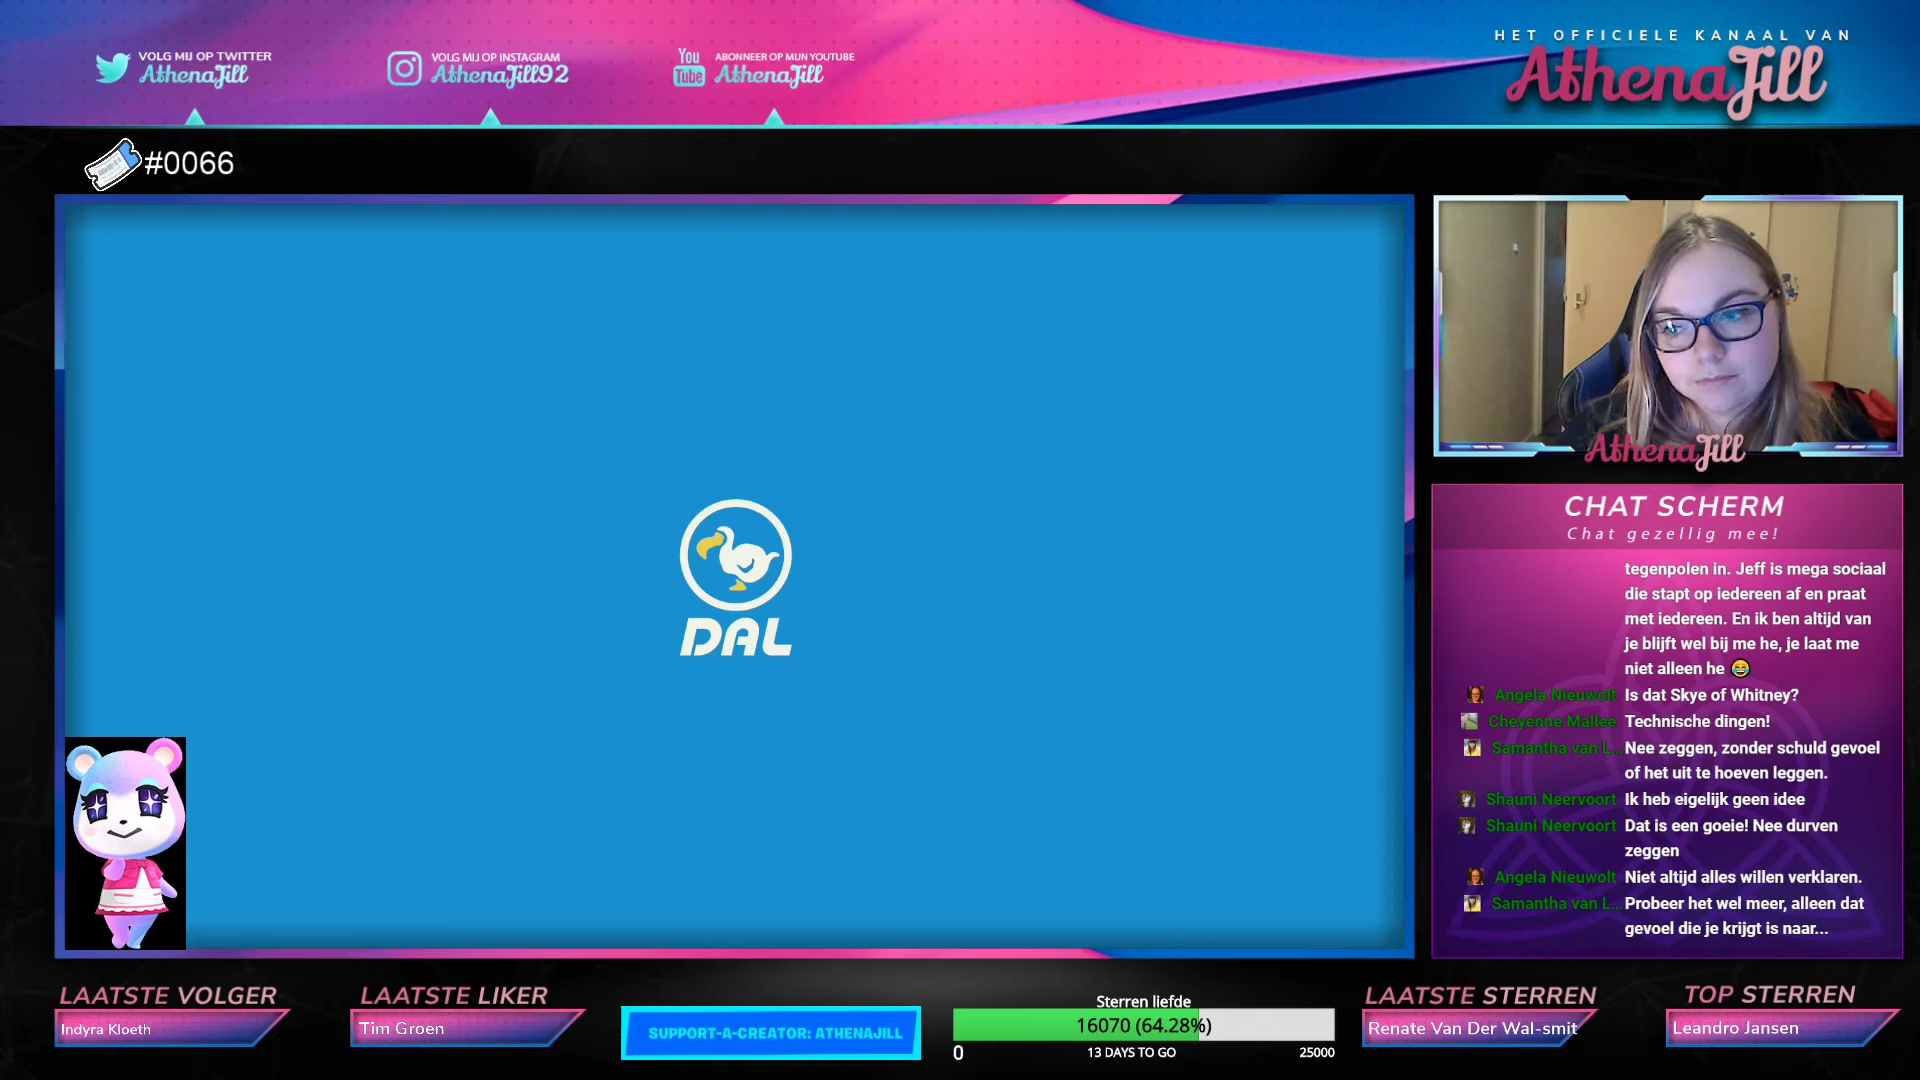 VOLG MIJ OP TWITTER
AthenaJill
VOLG MIJ OP INSTAGRAM
AthenaJill92
You
Tube
ABONNEER OP MIJN YOUTUBE
AthenaJill
HET OFFICIELE KANAAL VAN
AthenaJill
#0066
DAL
AthenaJill
CHAT SCHERM
Chat gezellig mee!
tegenpolen in. Jeff is mega sociaal
die stapt op iedereen af en praat
met iedereen. En ik ben altijd van
je blijft wel bij me he, je laat me
niet alleen he 😂
Angela Nieuwolt Is dat Skye of Whitney?
Cheyenne Mallee Technische dingen!
Samantha van L... Nee zeggen, zonder schuld gevoel
of het uit te hoeven leggen.
Shauni Neervoort Ik heb eigelijk geen idee
Shauni Neervoort Dat is een goeie! Nee durven
zeggen
Angela Nieuwolt Niet altijd alles willen verklaren.
Samantha van L... Probeer het wel meer, alleen dat
gevoel die je krijgt is naar...
LAATSTE VOLGER
Indyra Kloeth
LAATSTE LIKER
Tim Groen
SUPPORT-A-CREATOR: ATHENAJILL
Sterren liefde
16070 (64.28%)
0
13 DAYS TO GO
25000
LAATSTE STERREN
Renate Van Der Wal-smit
TOP STERREN
Leandro Jansen